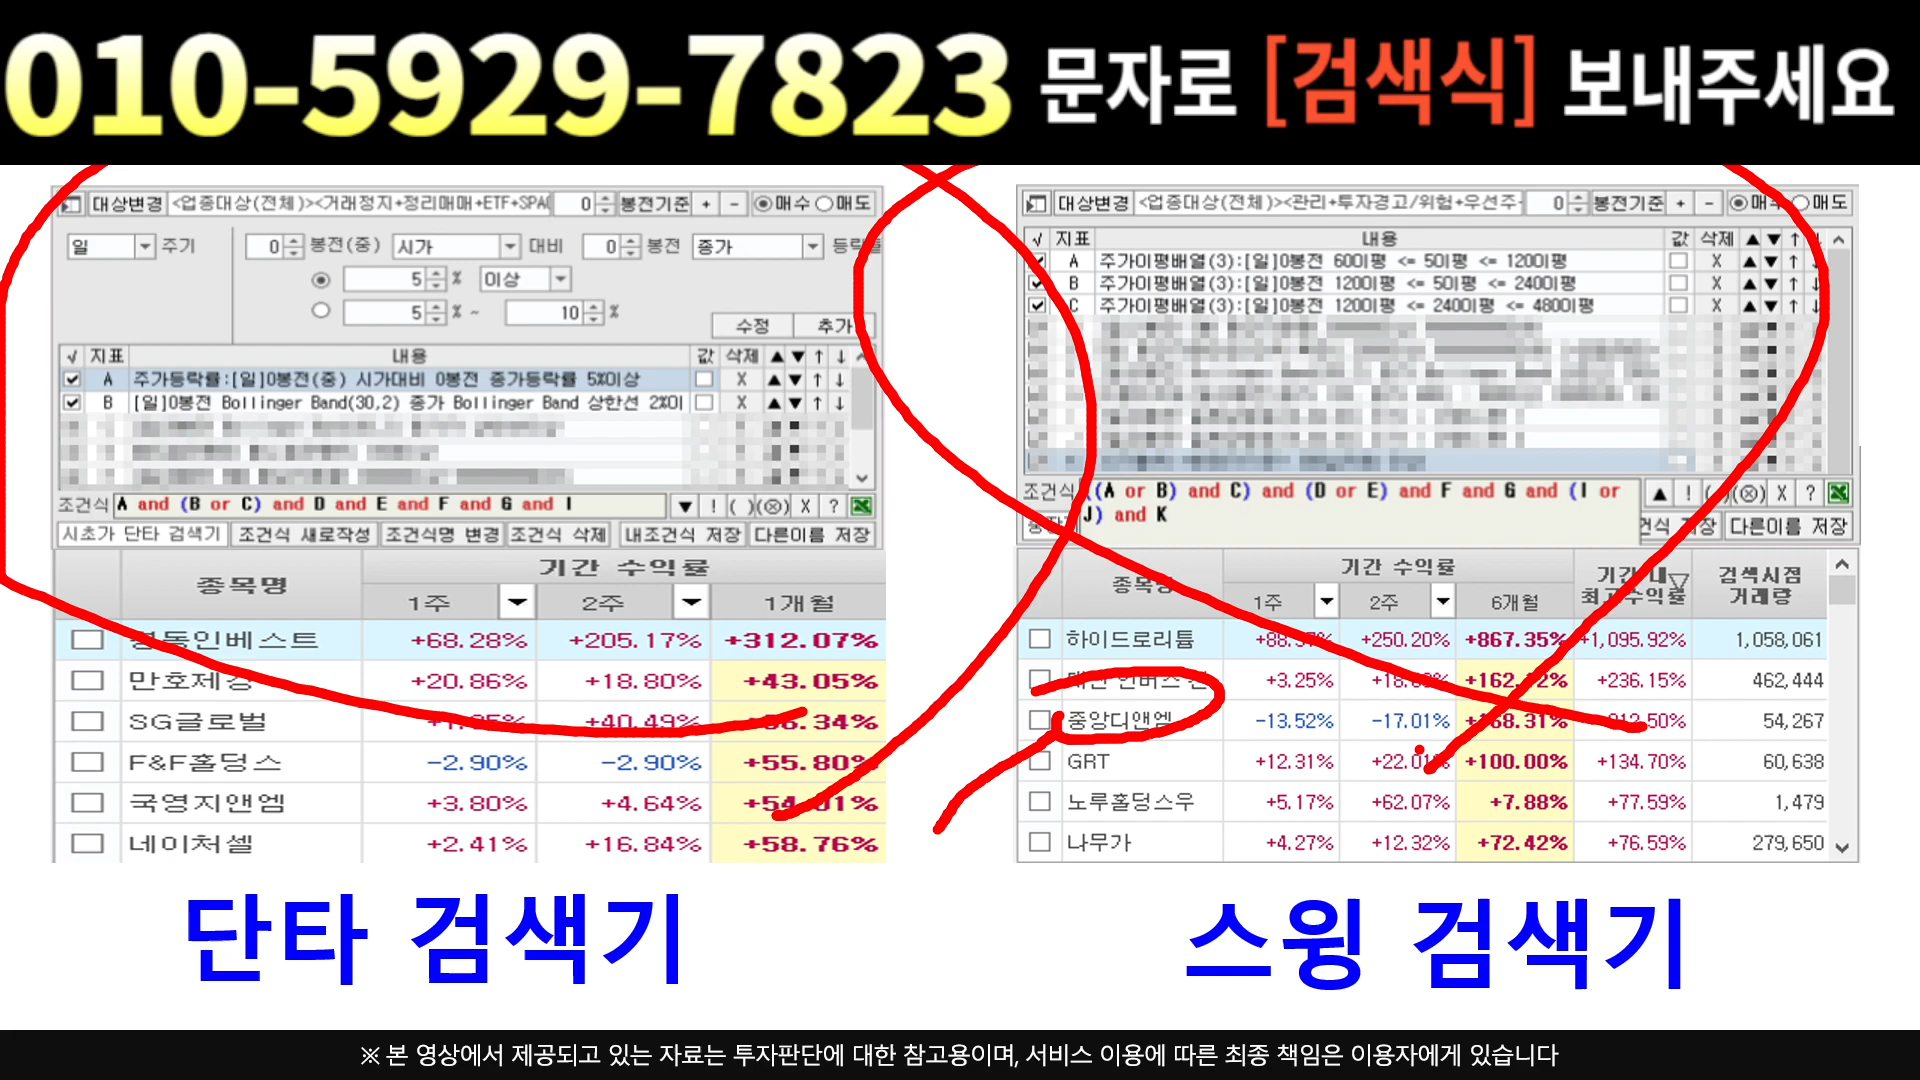 010-5929-7823 문자로 [검색식] 보내주세요
대상변경 <업종대상(전체)><거래정지+정리매매+ETF+SPAC 0 봉전기준 + - 매수 매도
일 주기 0 봉전(중) 시가 대비 0 봉전 종가
5 % 이상
5 % ~ 10 %
수정 추가
√ 지표 내용 값 삭제 ▲ ▼ ↑ ↓
A 주가등락률:[일]0봉전(중) 시가대비 0봉전 종가등락률 5%이상 X ▲ ▼ ↑ ↓
B [일]0봉전 Bollinger Band(30,2) 종가 Bollinger Band 상한선 2%이 X ▲ ▼ ↑ ↓
조건식 A and (B or C) and D and E and F and G and I ▼ ! ( ) (⊗) X ?
시초가 단타 검색기 조건식 새로작성 조건식명 변경 조건식 삭제 내조건식 저장 다른이름 저장
종목명 기간 수익률
1주 2주 1개월
+68.28% +205.17% +312.07%
만호제강 +20.86% +18.80% +43.05%
SG글로벌 +40.49%
F&F홀딩스 -2.90% -2.90% +55.80%
국영지앤엠 +3.80% +4.64%
네이처셀 +2.41% +16.84% +58.76%
단타 검색기
대상변경 <업종대상(전체)><관리+투자경고/위험+우선주+ 0 봉전기준 + - 매수 매도
√ 지표 내용 값 삭제 ▲ ▼ ↑ ↓
A 주가이평배열(3):[일]0봉전 60이평 <= 5이평 <= 120이평 X ▲ ▼ ↑ ↓
B 주가이평배열(3):[일]0봉전 120이평 <= 5이평 <= 240이평 X ▲ ▼ ↑ ↓
C 주가이평배열(3):[일]0봉전 120이평 <= 240이평 <= 480이평 X ▲ ▼ ↑ ↓
조건식 ((A or B) and C) and (D or E) and F and G and (I or ▲ ! ( ) (⊗) X ?
J) and K
저장 다른이름 저장
종목명 기간 수익률 기간 내 최고수익률 검색시점 거래량
1주 2주 6개월
하이드로리튬 +250.20% +867.35% +1,095.92% 1,058,061
+3.25% +236.15% 462,444
중앙디앤엠 -13.52% -17.01% 54,267
GRT +12.31% +100.00% +134.70% 60,638
노루홀딩스우 +5.17% +62.07% +7.88% +77.59% 1,479
나무가 +4.27% +12.32% +72.42% +76.59% 279,650
스윙 검색기
※ 본 영상에서 제공되고 있는 자료는 투자판단에 대한 참고용이며, 서비스 이용에 따른 최종 책임은 이용자에게 있습니다